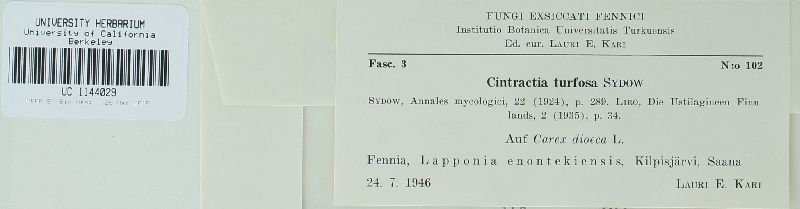 UNIVERSITY HERBARIUM
University of California
Berkeley
UC 1144029
FUNGI EXSICCATI FENNICI
Institutio Botanica Universitatis Turkuensis
Ed. cur. LAURI E. KARI
Fasc. 3 N:o 102
Cintractia turfosa SYDOW
SYDOW, Annales mycologici, 22 (1924), p. 289. LIRO, Die Ustilagineen Finn-
lands, 2 (1935), p. 34.
Auf Carex dioeca L.
Fennia, Lapponia enontekiensis, Kilpisjärvi, Saana
24. 7. 1946 LAURI E. KARI